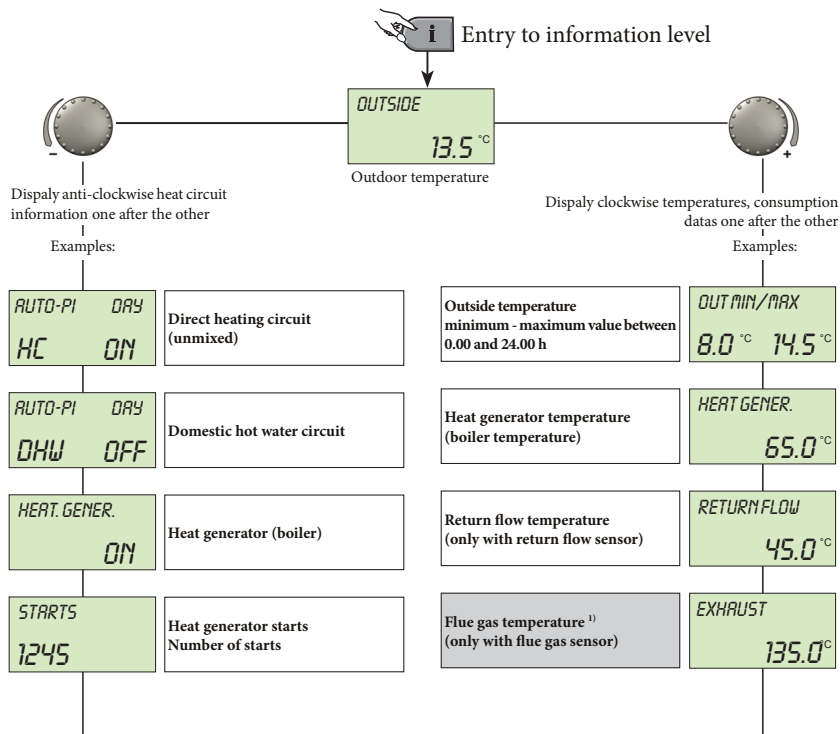 i Entry to information level
OUTSIDE
13.5 °C
Outdoor temperature
–
+
Dispaly anti-clockwise heat circuit
information one after the other
Examples:
AUTO-PI DAY
HC ON
Direct heating circuit
(unmixed)
AUTO-PI DAY
DHW OFF
Domestic hot water circuit
HEAT. GENER.
ON
Heat generator (boiler)
STARTS
1245
Heat generator starts
Number of starts
Dispaly clockwise temperatures, consumption
datas one after the other
Examples:
Outside temperature
minimum - maximum value between
0.00 and 24.00 h
OUT MIN/MAX
8.0 °C 14.5 °C
Heat generator temperature
(boiler temperature)
HEAT GENER.
65.0 °C
Return flow temperature
(only with return flow sensor)
RETURN FLOW
45.0 °C
Flue gas temperature 1)
(only with flue gas sensor)
EXHAUST
135.0 °C